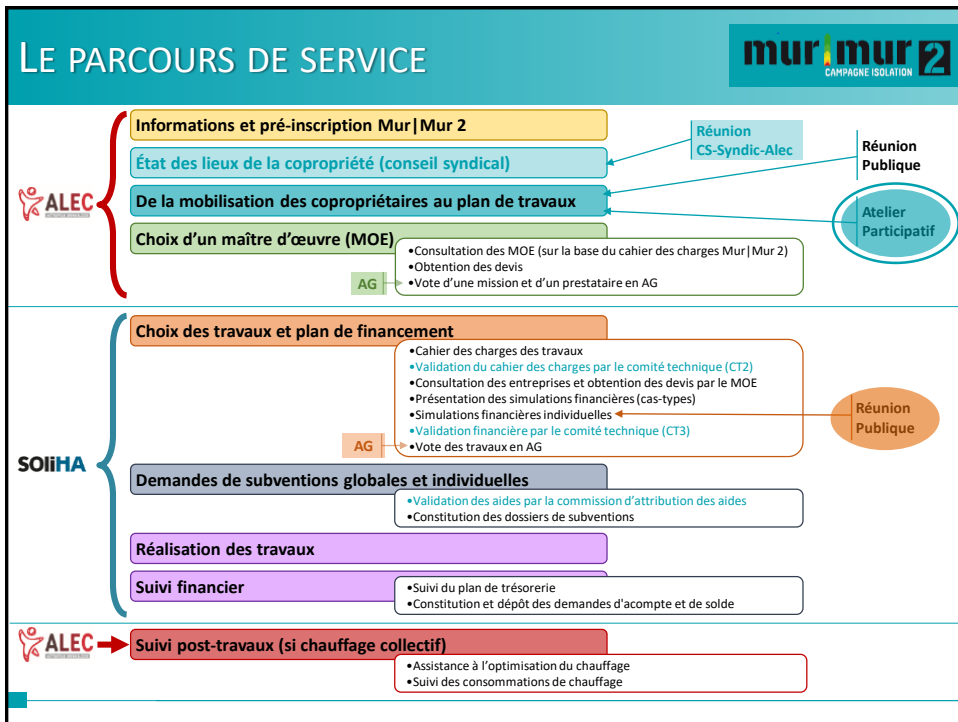 LE PARCOURS DE SERVICE
mur|mur 2
CAMPAGNE ISOLATION
Informations et pré-inscription Mur|Mur 2
Réunion
CS-Syndic-Alec
État des lieux de la copropriété (conseil syndical)
Réunion
Publique
ALEC
De la mobilisation des copropriétaires au plan de travaux
Atelier
Participatif
Choix d'un maître d'œuvre (MOE)
•Consultation des MOE (sur la base du cahier des charges Mur|Mur 2)
•Obtention des devis
AG
•Vote d'une mission et d'un prestataire en AG
Choix des travaux et plan de financement
•Cahier des charges des travaux
•Validation du cahier des charges par le comité technique (CT2)
•Consultation des entreprises et obtention des devis par le MOE
•Présentation des simulations financières (cas-types)
•Simulations financières individuelles
Réunion
Publique
•Validation financière par le comité technique (CT3)
AG
•Vote des travaux en AG
SOliHA
Demandes de subventions globales et individuelles
•Validation des aides par la commission d'attribution des aides
•Constitution des dossiers de subventions
Réalisation des travaux
Suivi financier
•Suivi du plan de trésorerie
•Constitution et dépôt des demandes d'acompte et de solde
ALEC
Suivi post-travaux (si chauffage collectif)
•Assistance à l'optimisation du chauffage
•Suivi des consommations de chauffage